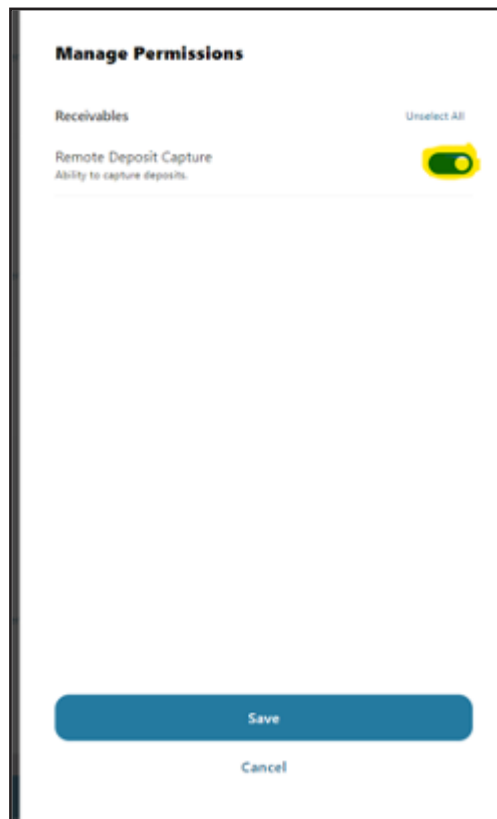 Manage Permissions
Receivables
Unselect All
Remote Deposit Capture
Ability to capture deposits.
Save
Cancel